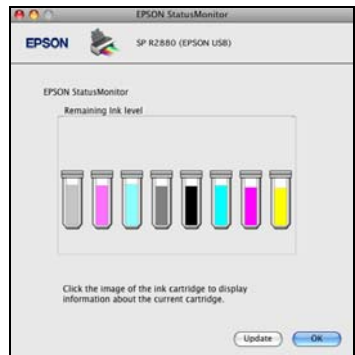 EPSON StatusMonitor
EPSON SP R2880 (EPSON USB)
EPSON StatusMonitor
Remaining Ink level
Click the image of the ink cartridge to display
information about the current cartridge.
Update OK